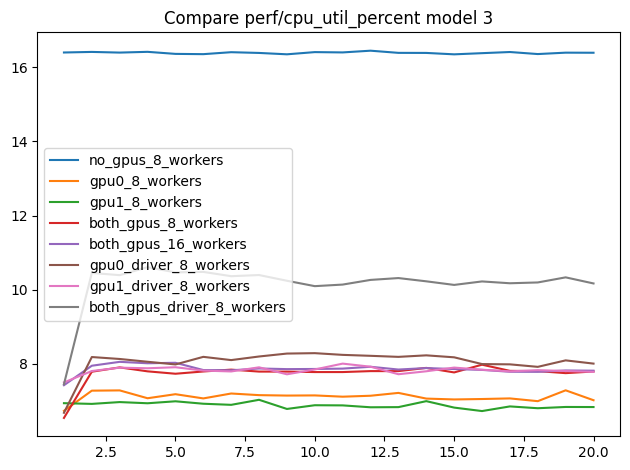 Compare perf/cpu_util_percent model 3
16
14
12
10
8
no_gpus_8_workers
gpu0_8_workers
gpu1_8_workers
both_gpus_8_workers
both_gpus_16_workers
gpu0_driver_8_workers
gpu1_driver_8_workers
both_gpus_driver_8_workers
2.5 5.0 7.5 10.0 12.5 15.0 17.5 20.0